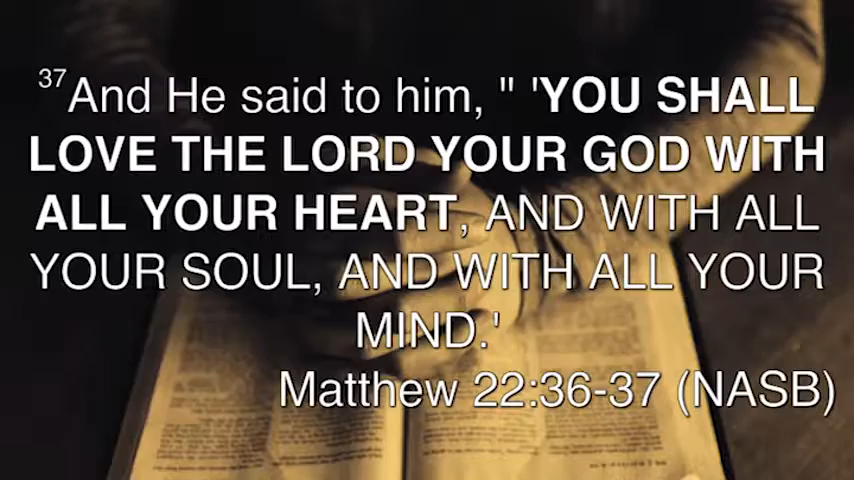 37And He said to him, " 'YOU SHALL
LOVE THE LORD YOUR GOD WITH
ALL YOUR HEART, AND WITH ALL
YOUR SOUL, AND WITH ALL YOUR
MIND.'
Matthew 22:36-37 (NASB)